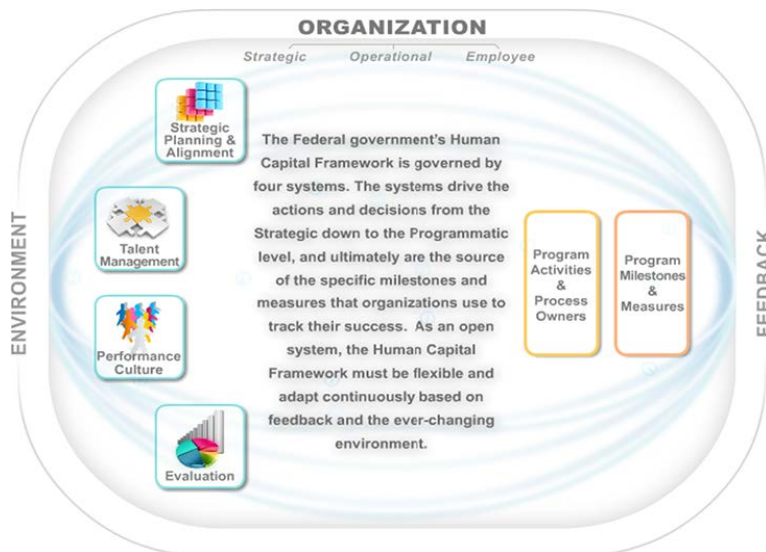 ORGANIZATION
Strategic Operational Employee
Strategic
Planning &
Alignment
Talent
Management
Performance
Culture
Evaluation
The Federal government's Human
Capital Framework is governed by
four systems. The systems drive the
actions and decisions from the
Strategic down to the Programmatic
level, and ultimately are the source
of the specific milestones and
measures that organizations use to
track their success. As an open
system, the Human Capital
Framework must be flexible and
adapt continuously based on
feedback and the ever-changing
environment.
Program
Activities
&
Process
Owners
Program
Milestones
&
Measures
ENVIRONMENT
FEEDBACK